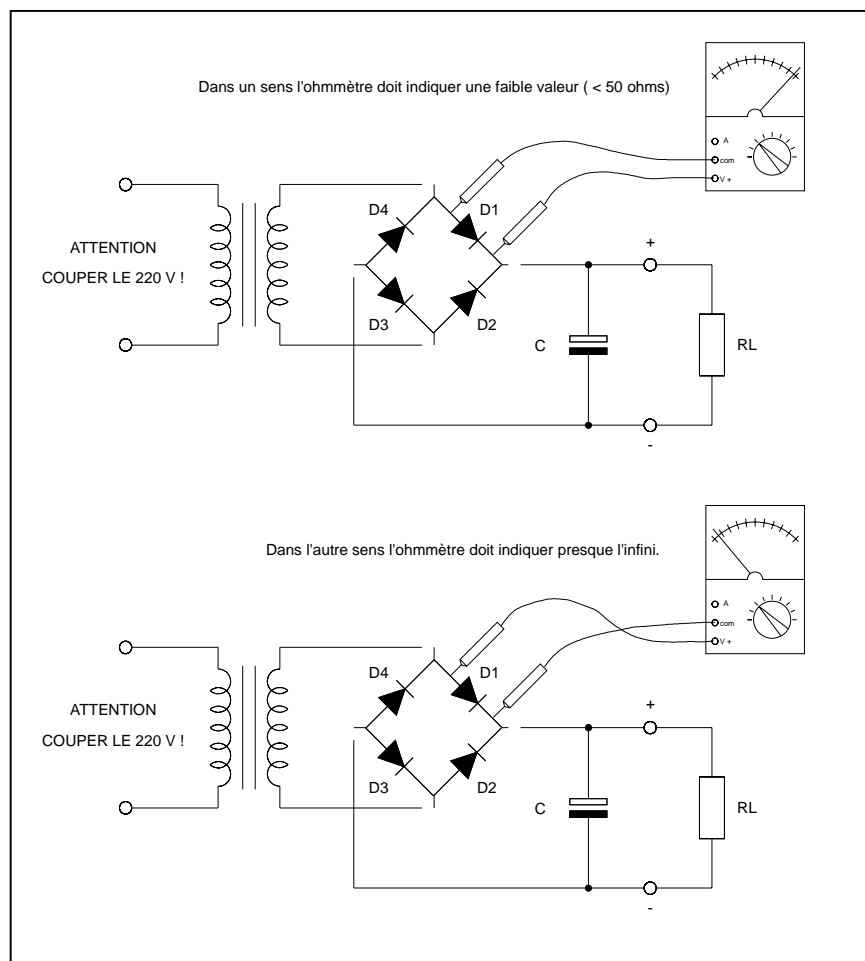 Dans un sens l'ohmmètre doit indiquer une faible valeur ( < 50 ohms)
A
com
V +
D4
D1
ATTENTION
COUPER LE 220 V !
+
D3
D2
C
RL
-
Dans l'autre sens l'ohmmètre doit indiquer presque l'infini.
A
com
V +
D4
D1
ATTENTION
COUPER LE 220 V !
+
D3
D2
C
RL
-